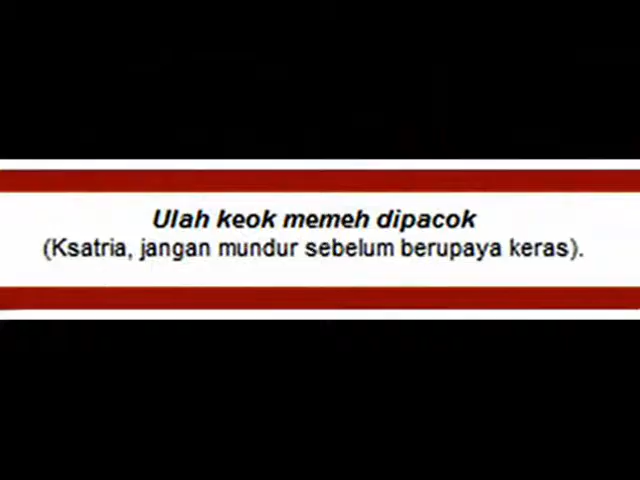 Ulah keok memeh dipacok
(Ksatria, jangan mundur sebelum berupaya keras).